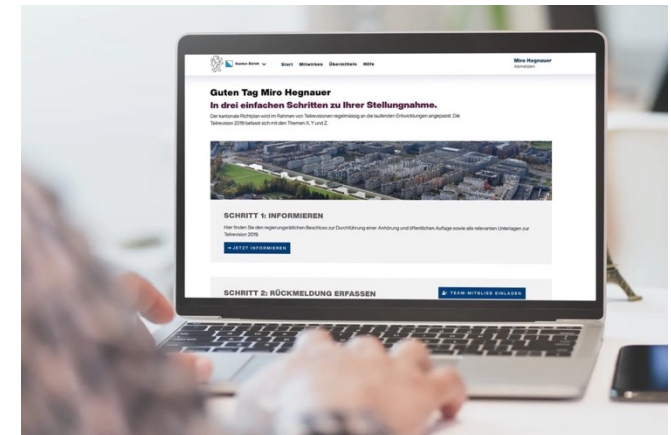 Kanton Zürich Start Mitwirken Übermitteln Hilfe Miro Hegnauer
Abmelden
Guten Tag Miro Hegnauer
In drei einfachen Schritten zu Ihrer Stellungnahme.
Der kantonale Richtplan wird im Rahmen von Teilrevisionen regelmässig an die laufenden Entwicklungen angepasst. Die
Teilrevision 2019 befasst sich mit den Themen X, Y und Z.
SCHRITT 1: INFORMIEREN
Hier finden Sie den regierungsrätlichen Beschluss zur Durchführung einer Anhörung und öffentlichen Auflage sowie alle relevanten Unterlagen zur
Teilrevision 2019.
JETZT INFORMIEREN
SCHRITT 2: RÜCKMELDUNG ERFASSEN TEAM-MITGLIED EINLADEN